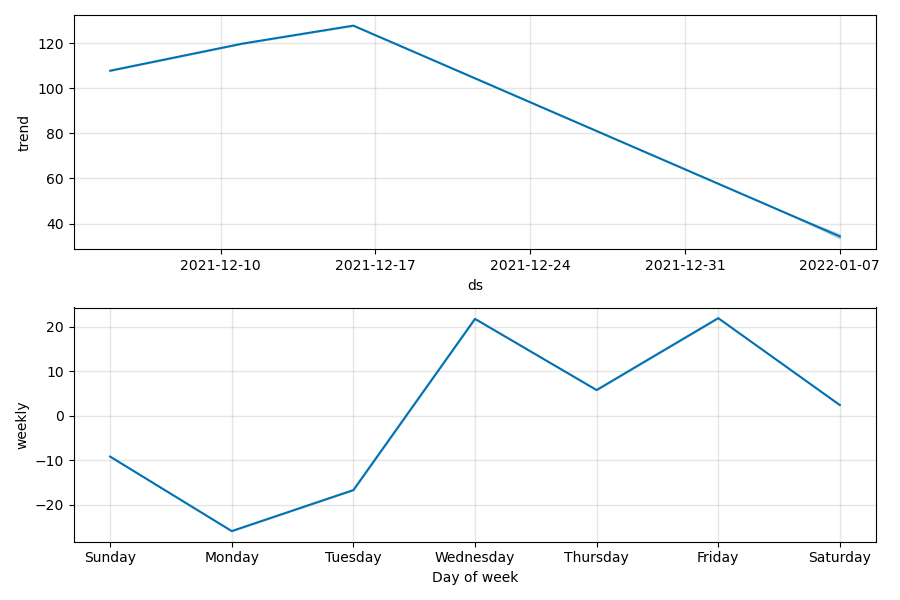 120
100
80
60
40
trend
2021-12-10 2021-12-17 2021-12-24 2021-12-31 2022-01-07
ds
20
10
0
−10
−20
weekly
Sunday Monday Tuesday Wednesday Thursday Friday Saturday
Day of week